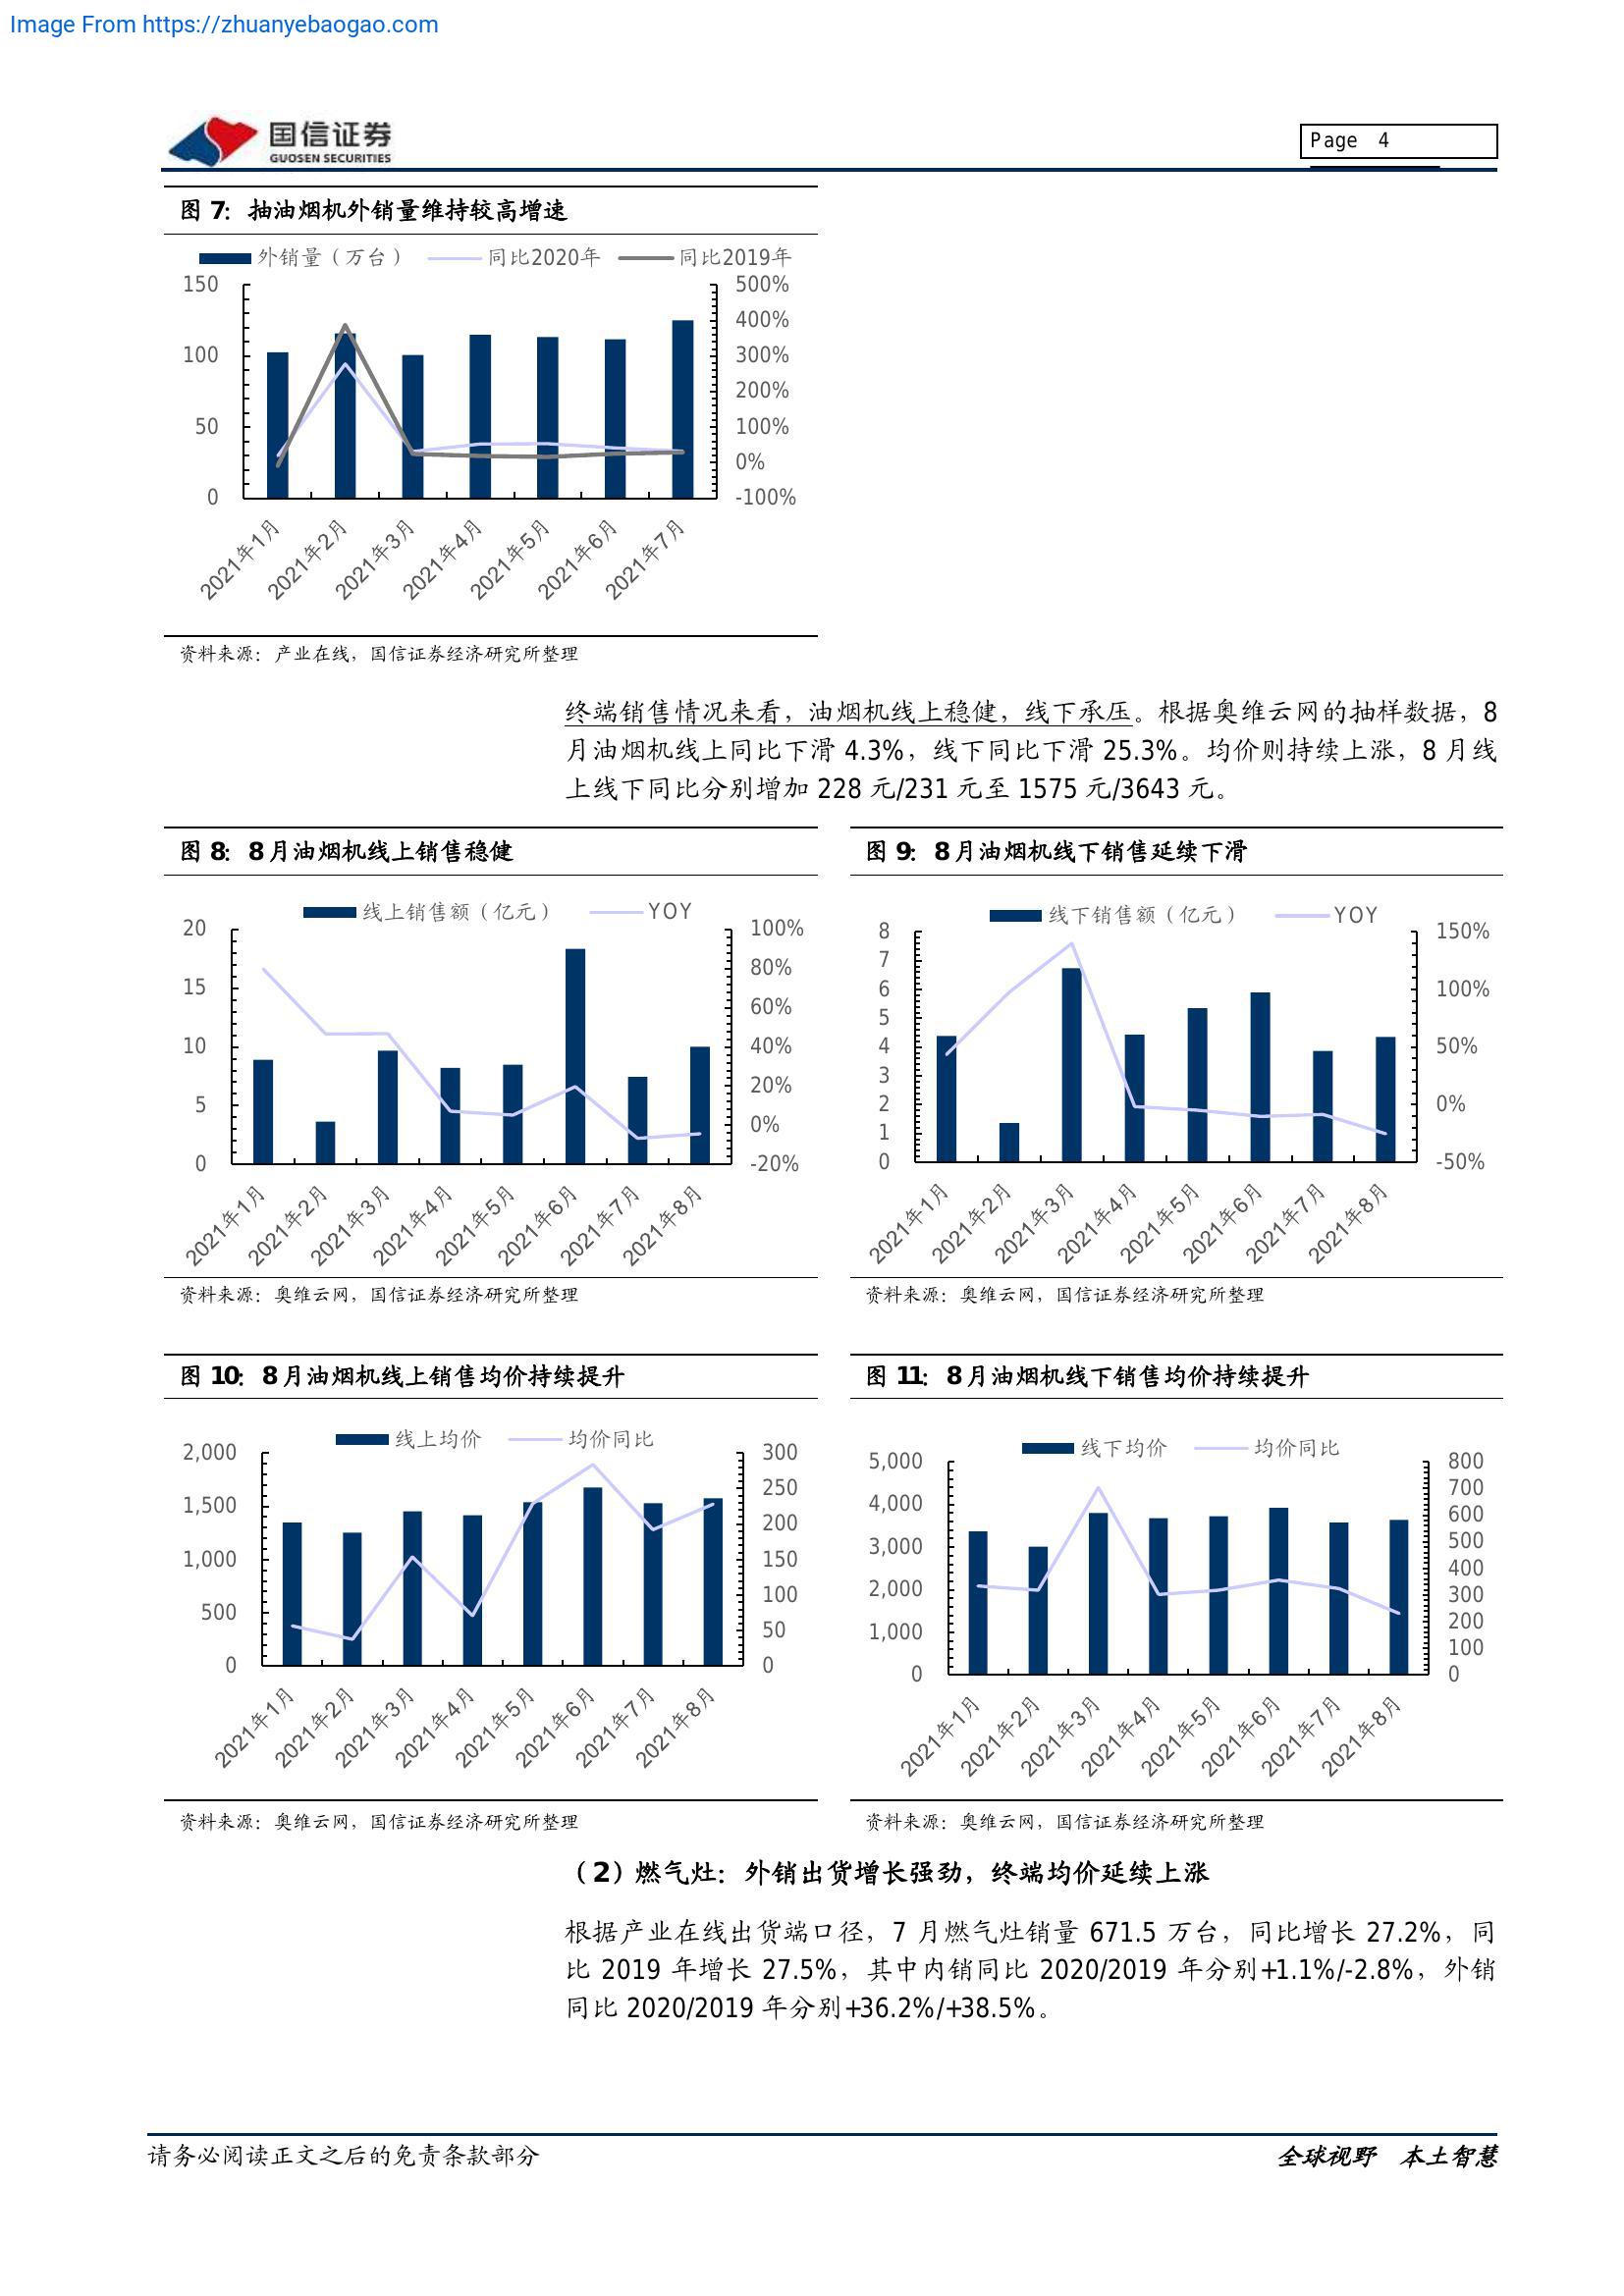 Image From https://zhuanyebaogao.com
国信证券
GUOSEN SECURITIES
Page 4
图 7：抽油烟机外销量维持较高增速
外销量（万台） 同比2020年 同比2019年
150 500%
400%
100 300%
200%
50 100%
0%
0 -100%
2021年1月 2021年2月 2021年3月 2021年4月 2021年5月 2021年6月 2021年7月
资料来源：产业在线，国信证券经济研究所整理
终端销售情况来看，油烟机线上稳健，线下承压。根据奥维云网的抽样数据，8
月油烟机线上同比下滑 4.3%，线下同比下滑 25.3%。均价则持续上涨，8 月线
上线下同比分别增加 228 元/231 元至 1575 元/3643 元。
图 8：8 月油烟机线上销售稳健
线上销售额（亿元） YOY
20 100%
80%
15 60%
10 40%
20%
5 0%
0 -20%
2021年1月 2021年2月 2021年3月 2021年4月 2021年5月 2021年6月 2021年7月 2021年8月
资料来源：奥维云网，国信证券经济研究所整理
图 9：8 月油烟机线下销售延续下滑
线下销售额（亿元） YOY
8 150%
7
6 100%
5
4 50%
3
2 0%
1
0 -50%
2021年1月 2021年2月 2021年3月 2021年4月 2021年5月 2021年6月 2021年7月 2021年8月
资料来源：奥维云网，国信证券经济研究所整理
图 10：8 月油烟机线上销售均价持续提升
线上均价 均价同比
2,000 300
250
1,500 200
1,000 150
100
500 50
0 0
2021年1月 2021年2月 2021年3月 2021年4月 2021年5月 2021年6月 2021年7月 2021年8月
资料来源：奥维云网，国信证券经济研究所整理
图 11：8 月油烟机线下销售均价持续提升
线下均价 均价同比
5,000 800
700
4,000 600
3,000 500
400
2,000 300
200
1,000 100
0 0
2021年1月 2021年2月 2021年3月 2021年4月 2021年5月 2021年6月 2021年7月 2021年8月
资料来源：奥维云网，国信证券经济研究所整理
（2）燃气灶：外销出货增长强劲，终端均价延续上涨
根据产业在线出货端口径，7 月燃气灶销量 671.5 万台，同比增长 27.2%，同
比 2019 年增长 27.5%，其中内销同比 2020/2019 年分别+1.1%/-2.8%，外销
同比 2020/2019 年分别+36.2%/+38.5%。
请务必阅读正文之后的免责条款部分
全球视野 本土智慧